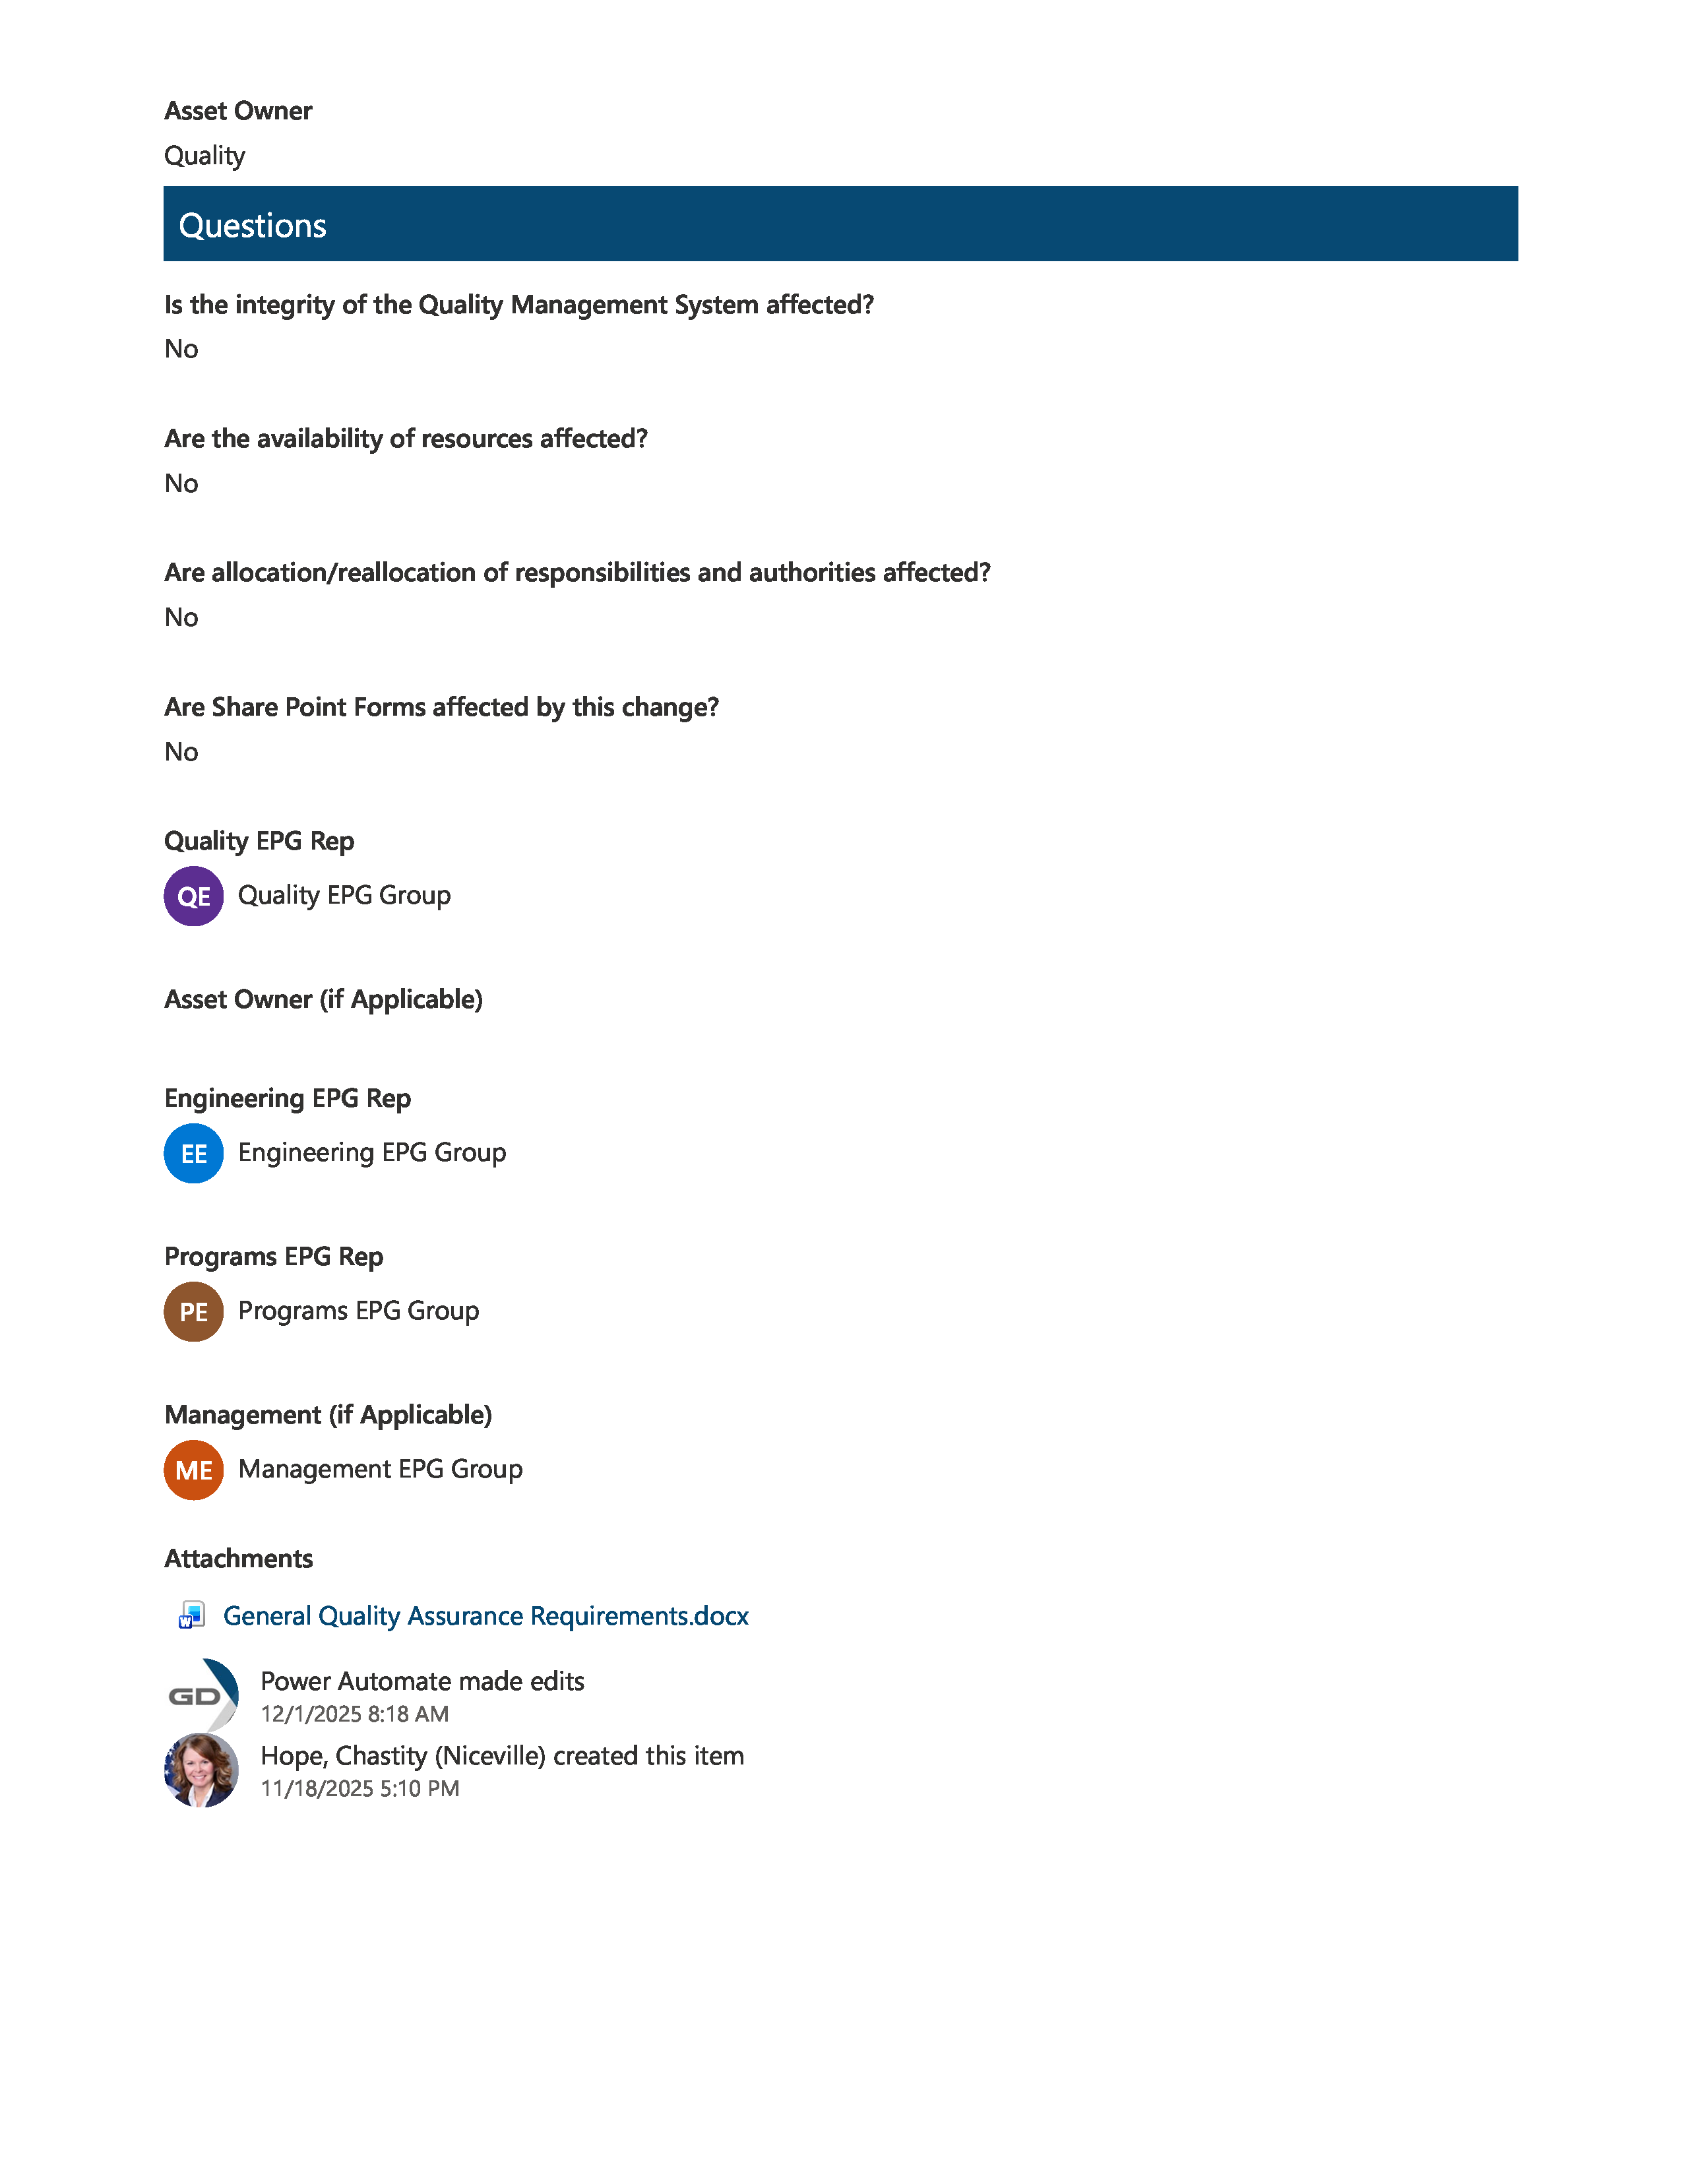 Asset Owner
Quality
Questions
Is the integrity of the Quality Management System affected?
No
Are the availability of resources affected?
No
Are allocation/reallocation of responsibilities and authorities affected?
No
Are Share Point Forms affected by this change?
No
Quality EPG Rep
QE Quality EPG Group
Asset Owner (if Applicable)
Engineering EPG Rep
EE Engineering EPG Group
Programs EPG Rep
PE Programs EPG Group
Management (if Applicable)
ME Management EPG Group
Attachments
W General Quality Assurance Requirements.docx
GD Power Automate made edits
12/1/2025 8:18 AM
Hope, Chastity (Niceville) created this item
11/18/2025 5:10 PM